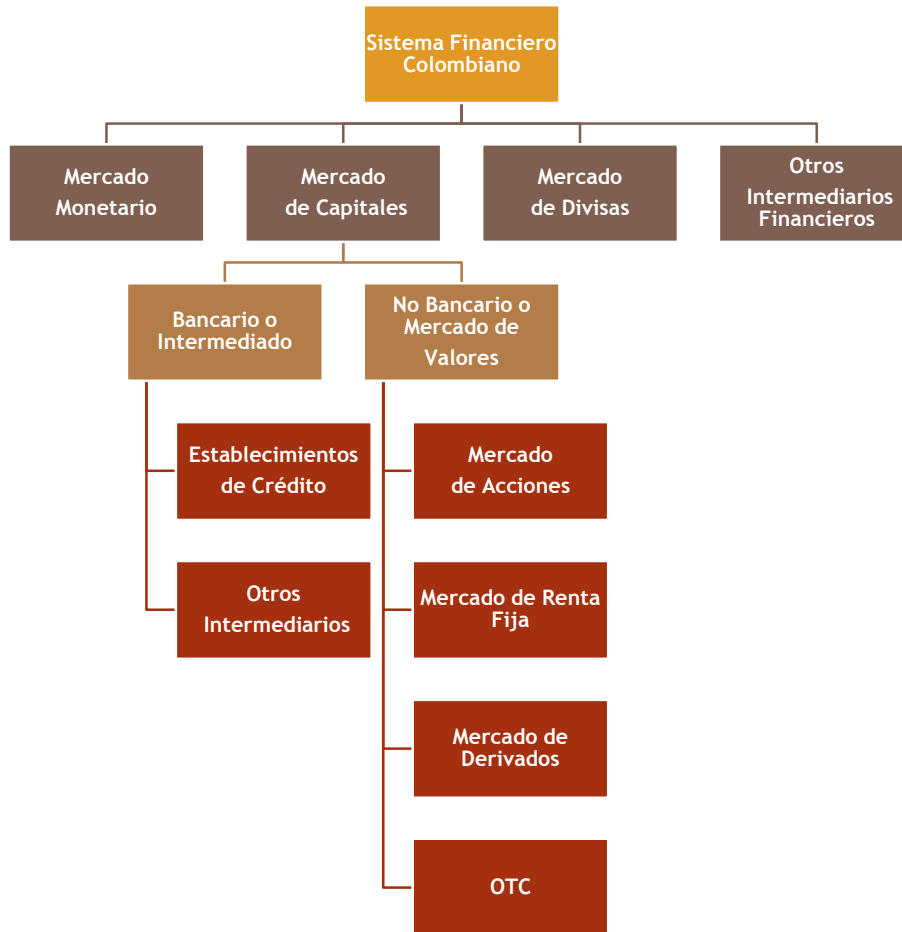 Sistema Financiero
Colombiano
Mercado
Monetario
Mercado
de Capitales
Mercado
de Divisas
Otros
Intermediarios
Financieros
Bancario o
Intermediado
No Bancario o
Mercado de
Valores
Establecimientos
de Crédito
Otros
Intermediarios
Mercado
de Acciones
Mercado de Renta
Fija
Mercado de
Derivados
OTC